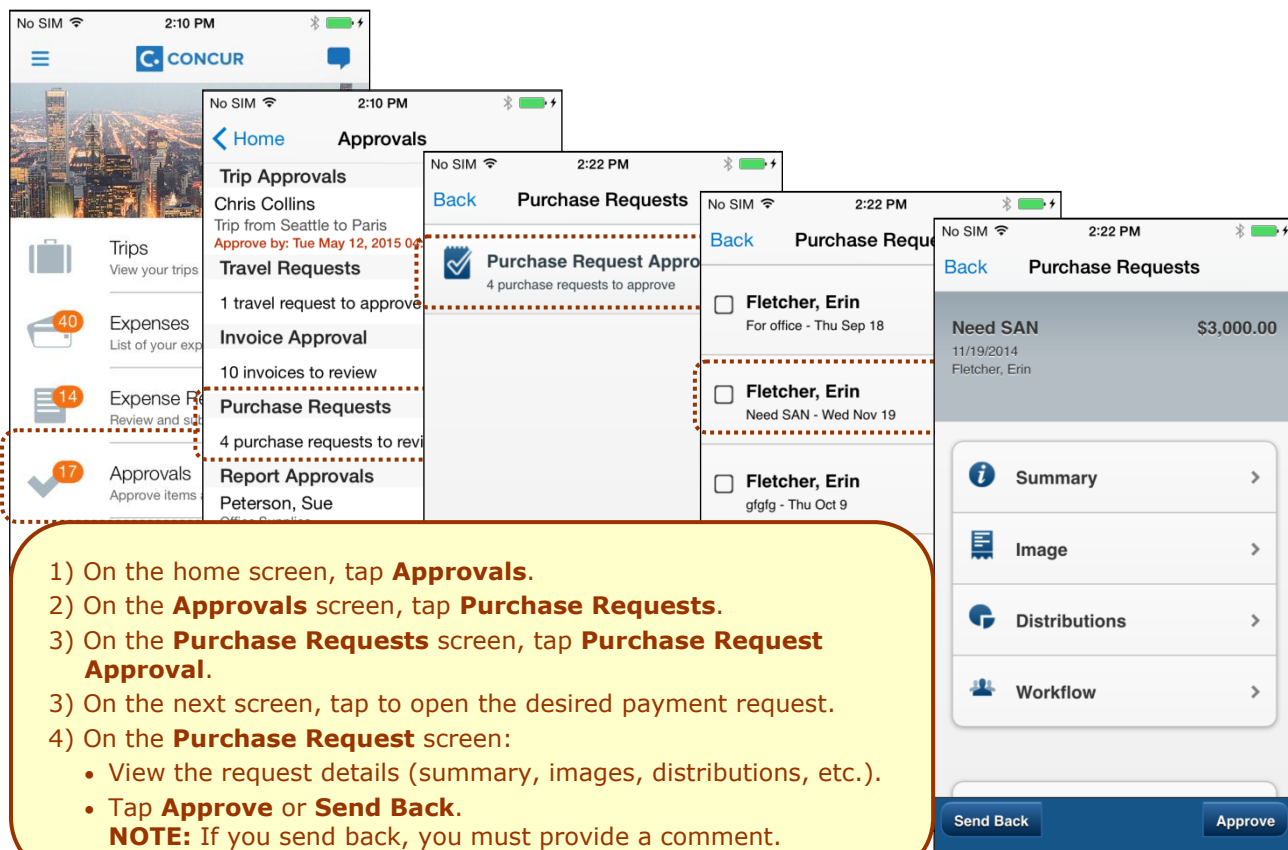 No SIM 2:10 PM
C. CONCUR
Trips
View your trips
40
Expenses
List of your exp
14
Expense Re
Review and sub
17
Approvals
Approve items
No SIM 2:10 PM
Home Approvals
Trip Approvals
Chris Collins
Trip from Seattle to Paris
Approve by: Tue May 12, 2015 04:
Travel Requests
1 travel request to approve
Invoice Approval
10 invoices to review
Purchase Requests
4 purchase requests to revi
Report Approvals
Peterson, Sue
Office Supplies
No SIM 2:22 PM
Back Purchase Requests
Purchase Request Appro
4 purchase requests to approve
No SIM 2:22 PM
Back Purchase Reque
Fletcher, Erin
For office - Thu Sep 18
Fletcher, Erin
Need SAN - Wed Nov 19
Fletcher, Erin
gfgfg - Thu Oct 9
No SIM 2:22 PM
Back Purchase Requests
Need SAN $3,000.00
11/19/2014
Fletcher, Erin
Summary
Image
Distributions
Workflow
Send Back Approve
1) On the home screen, tap Approvals.
2) On the Approvals screen, tap Purchase Requests.
3) On the Purchase Requests screen, tap Purchase Request
Approval.
3) On the next screen, tap to open the desired payment request.
4) On the Purchase Request screen:
• View the request details (summary, images, distributions, etc.).
• Tap Approve or Send Back.
NOTE: If you send back, you must provide a comment.